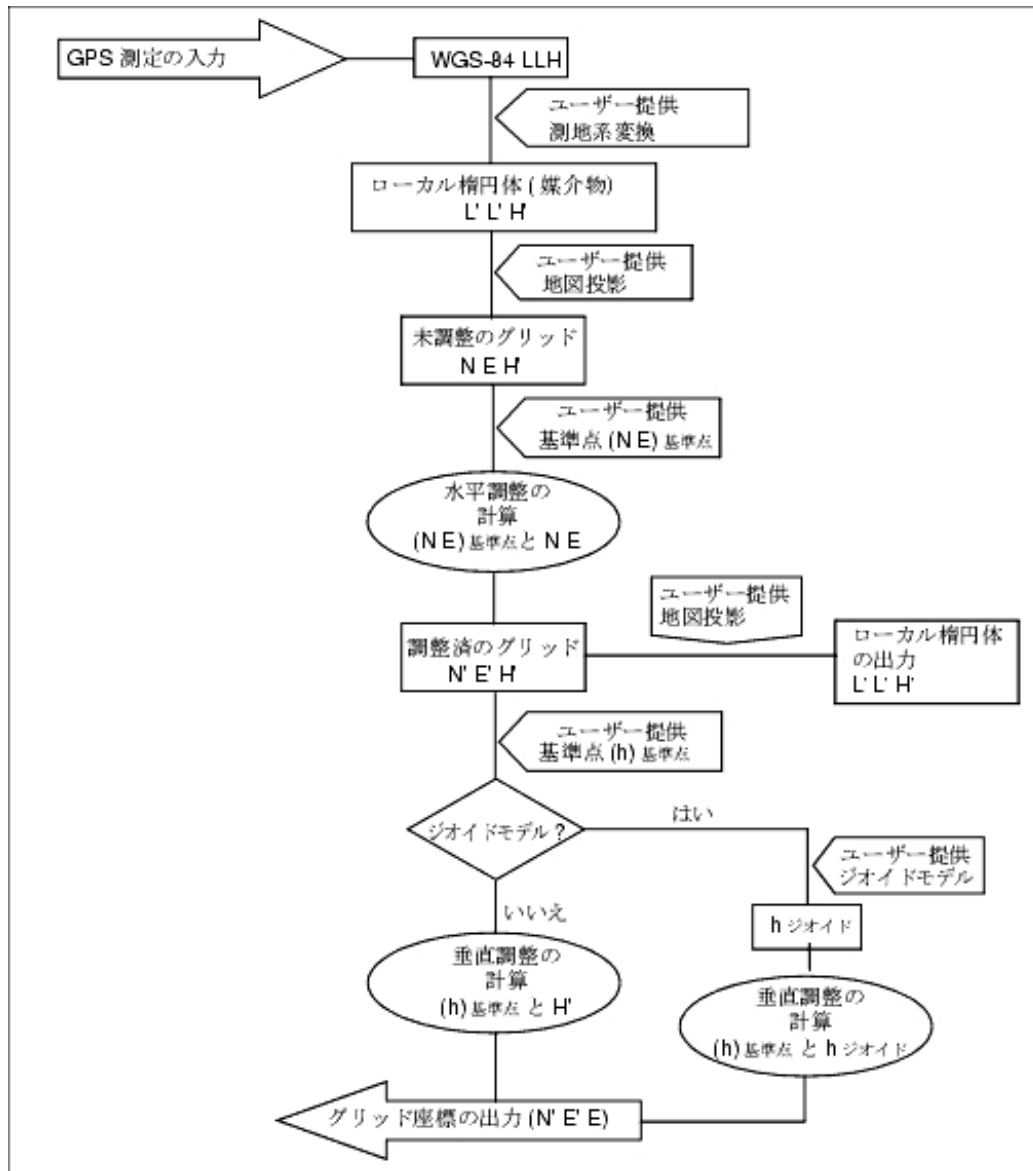 GPS 測定の入力
WGS-84 LLH
ユーザー提供
測地系変換
ローカル楕円体 ( 媒介物)
L' L' H'
ユーザー提供
地図投影
未調整のグリッド
N E H'
ユーザー提供
基準点 (N E) 基準点
水平調整の
計算
(N E) 基準点 と N E
ユーザー提供
地図投影
調整済のグリッド
N' E' H'
ローカル楕円体
の出力
L' L' H'
ユーザー提供
基準点 (h) 基準点
ジオイドモデル ?
はい
ユーザー提供
ジオイドモデル
いいえ
h ジオイド
垂直調整の
計算
(h) 基準点 と H'
垂直調整の
計算
(h) 基準点 と h ジオイド
グリッド座標の出力 (N' E' E)